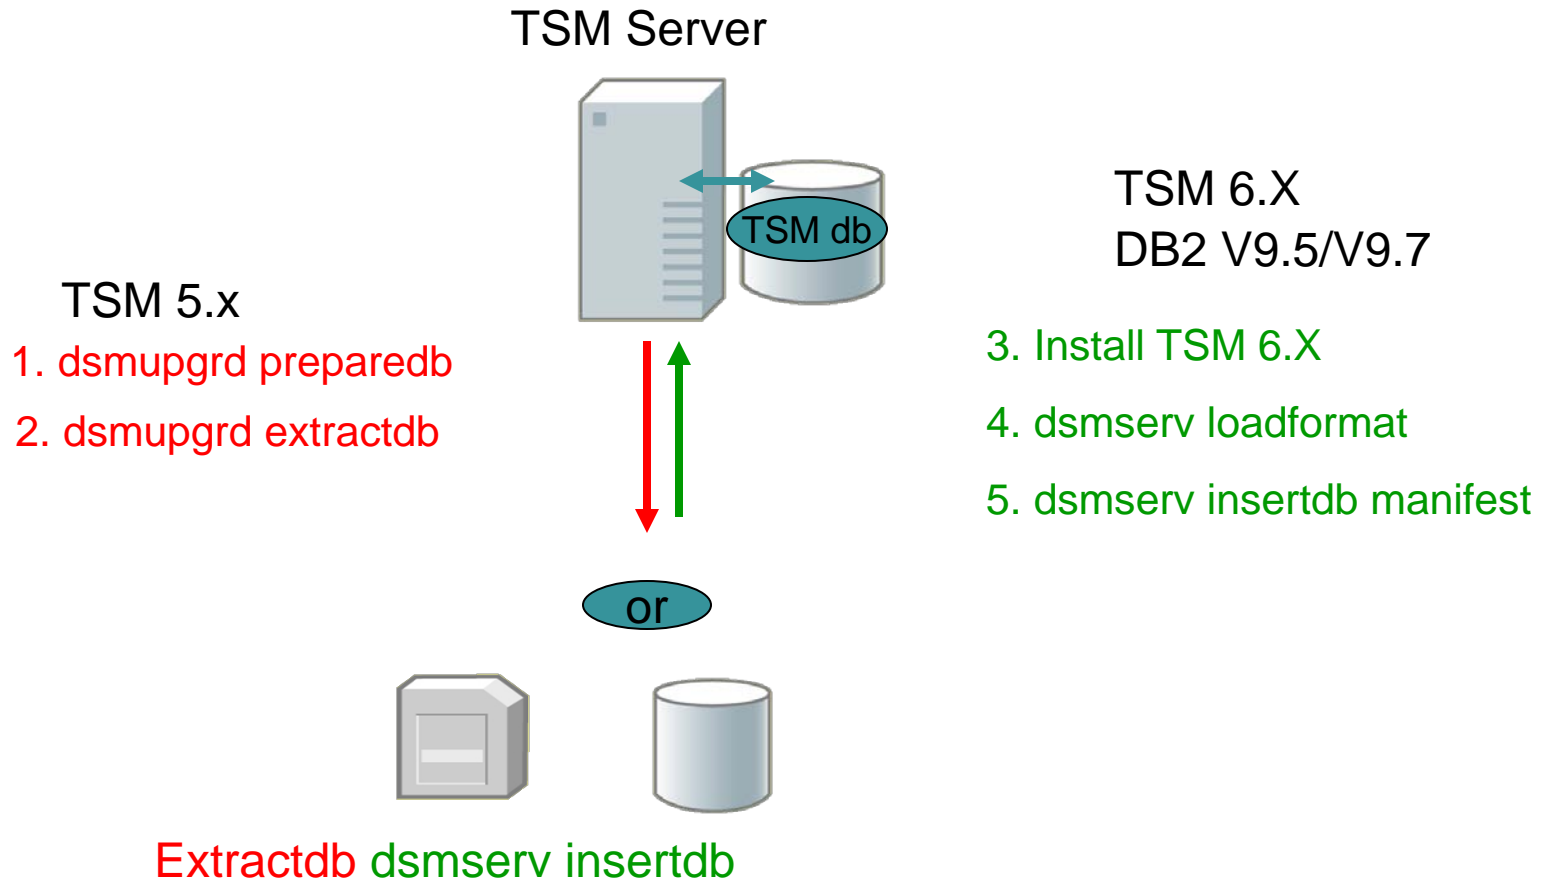 TSM Server
TSM db
TSM 5.x
1. dsmupgrd preparedb
2. dsmupgrd extractdb
TSM 6.X
DB2 V9.5/V9.7
3. Install TSM 6.X
4. dsmserv loadformat
5. dsmserv insertdb manifest
or
Extractdb dsmserv insertdb